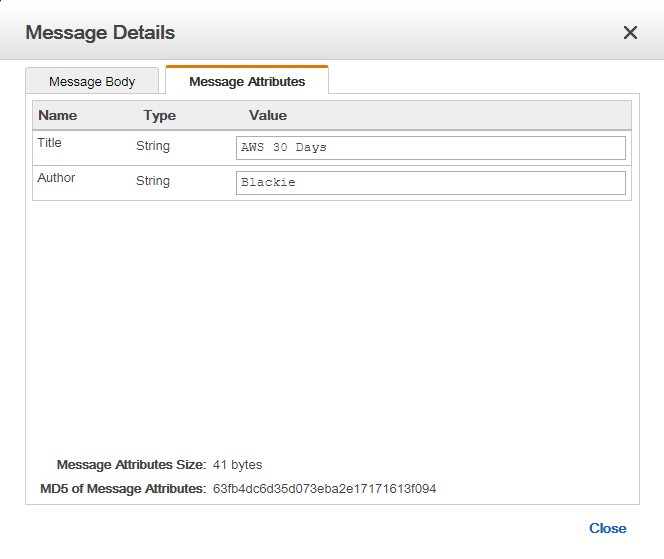 Message Details
Message Body Message Attributes
Name Type Value
Title String AWS 30 Days
Author String Blackie
Message Attributes Size: 41 bytes
MD5 of Message Attributes: 63fb4dc6d35d073eba2e17171613f094
Close